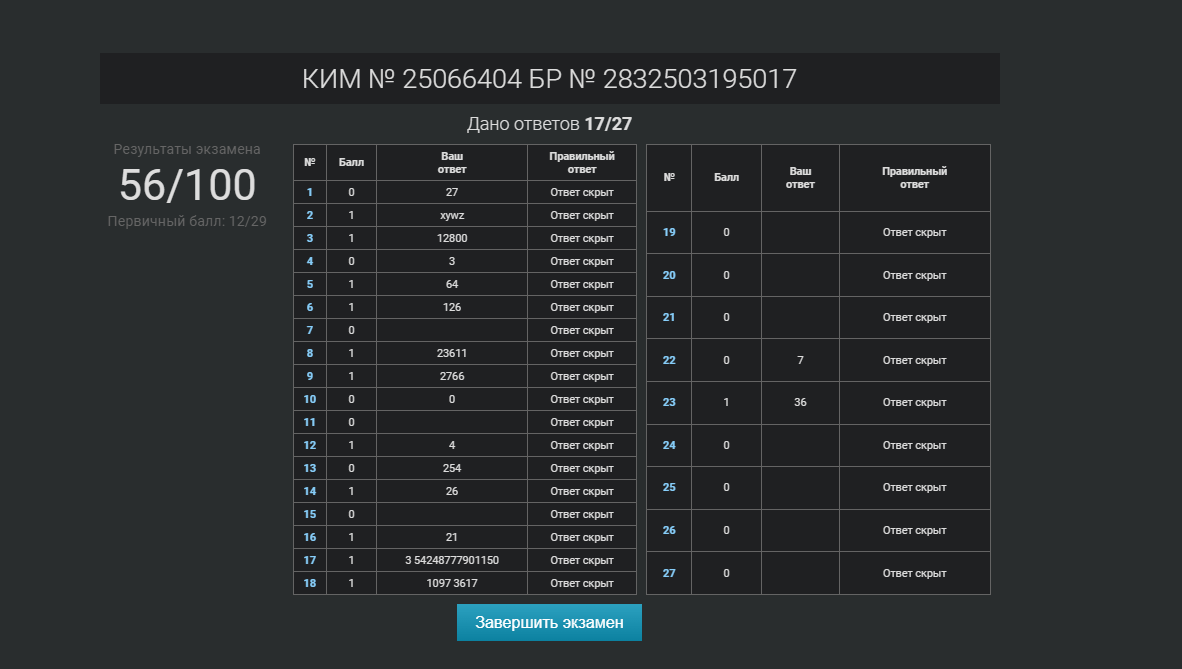 КИМ № 25066404 БР № 2832503195017
Дано ответов 17/27
Результаты экзамена
56/100
Первичный балл: 12/29
№ Балл Ваш ответ Правильный ответ
1 0 27 Ответ скрыт
2 1 xywz Ответ скрыт
3 1 12800 Ответ скрыт
4 0 3 Ответ скрыт
5 1 64 Ответ скрыт
6 1 126 Ответ скрыт
7 0 Ответ скрыт
8 1 23611 Ответ скрыт
9 1 2766 Ответ скрыт
10 0 0 Ответ скрыт
11 0 Ответ скрыт
12 1 4 Ответ скрыт
13 0 254 Ответ скрыт
14 1 26 Ответ скрыт
15 0 Ответ скрыт
16 1 21 Ответ скрыт
17 1 3 54248777901150 Ответ скрыт
18 1 1097 3617 Ответ скрыт
№ Балл Ваш ответ Правильный ответ
19 0 Ответ скрыт
20 0 Ответ скрыт
21 0 Ответ скрыт
22 0 7 Ответ скрыт
23 1 36 Ответ скрыт
24 0 Ответ скрыт
25 0 Ответ скрыт
26 0 Ответ скрыт
27 0 Ответ скрыт
Завершить экзамен